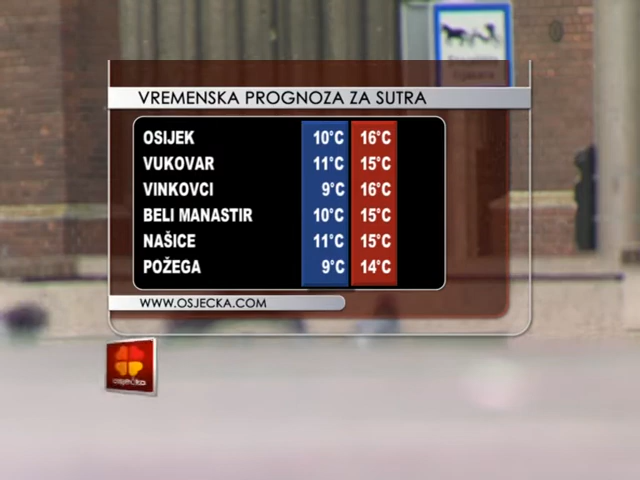 VREMENSKA PROGNOZA ZA SUTRA
OSIJEK 10°C 16°C
VUKOVAR 11°C 15°C
VINKOVCI 9°C 16°C
BELI MANASTIR 10°C 15°C
NAŠICE 11°C 15°C
POŽEGA 9°C 14°C
WWW.OSJECKA.COM